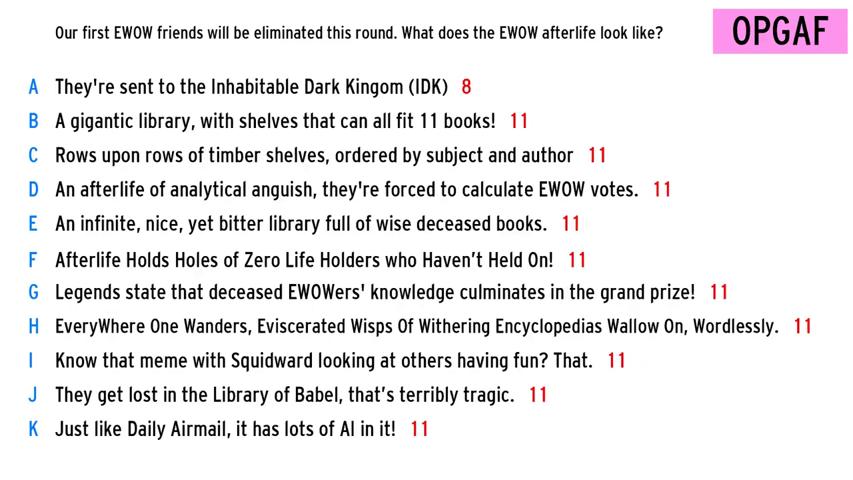 Our first EWOW friends will be eliminated this round. What does the EWOW afterlife look like?
OPGAF
A They're sent to the Inhabitable Dark Kingom (IDK) 8
B A gigantic library, with shelves that can all fit 11 books! 11
C Rows upon rows of timber shelves, ordered by subject and author 11
D An afterlife of analytical anguish, they're forced to calculate EWOW votes. 11
E An infinite, nice, yet bitter library full of wise deceased books. 11
F Afterlife Holds Holes of Zero Life Holders who Haven’t Held On! 11
G Legends state that deceased EWOWers' knowledge culminates in the grand prize! 11
H EveryWhere One Wanders, Eviscerated Wisps Of Withering Encyclopedias Wallow On, Wordlessly. 11
I Know that meme with Squidward looking at others having fun? That. 11
J They get lost in the Library of Babel, that’s terribly tragic. 11
K Just like Daily Airmail, it has lots of AI in it! 11